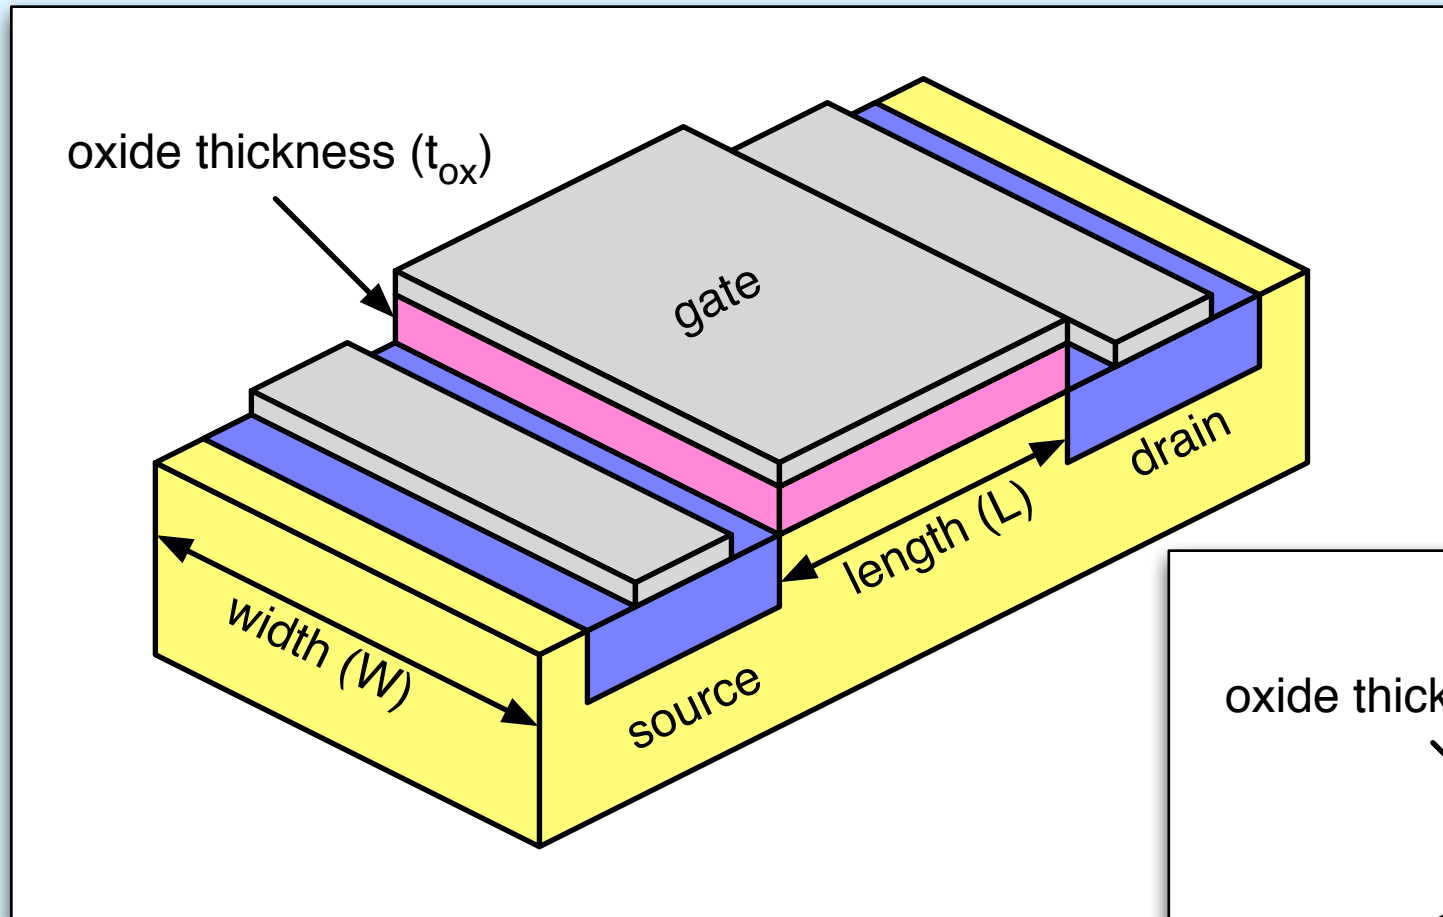 oxide thickness (tox)
gate
drain
length (L)
width (W)
source
oxide thick